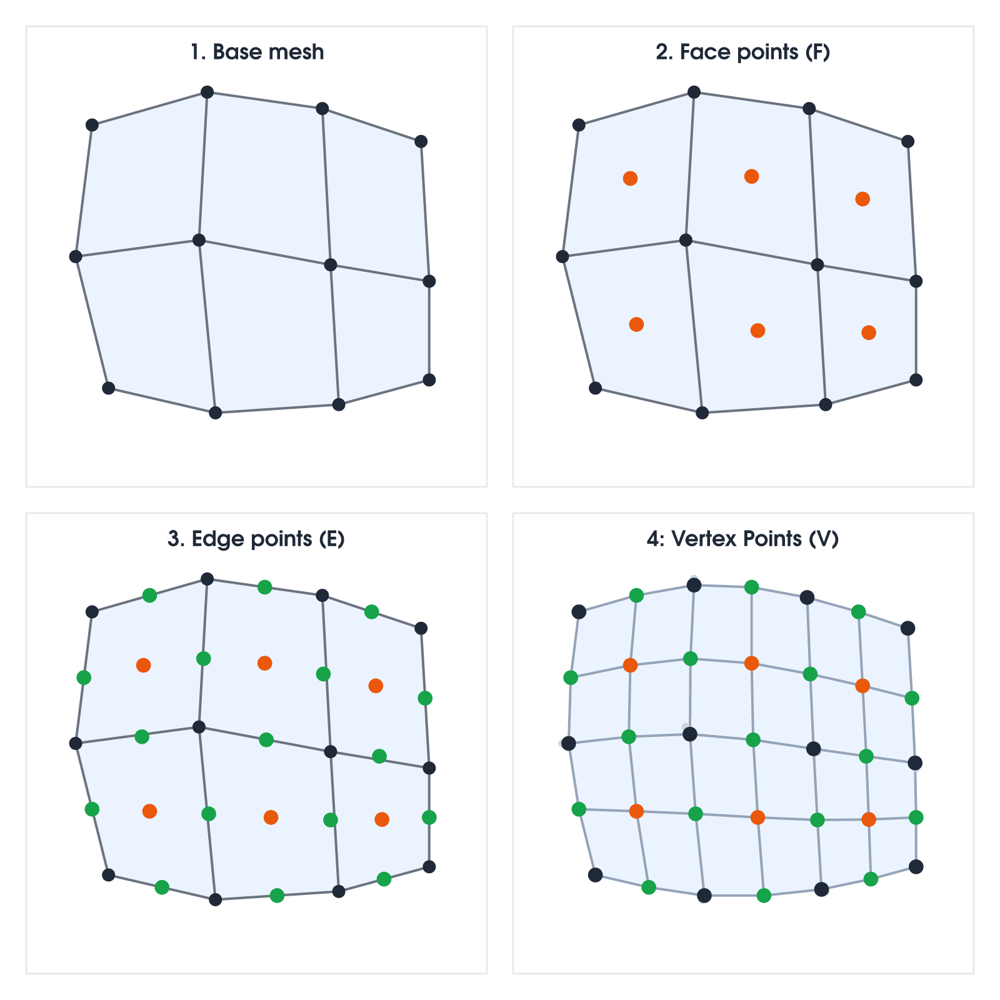 1. Base mesh
2. Face points (F)
3. Edge points (E)
4: Vertex Points (V)